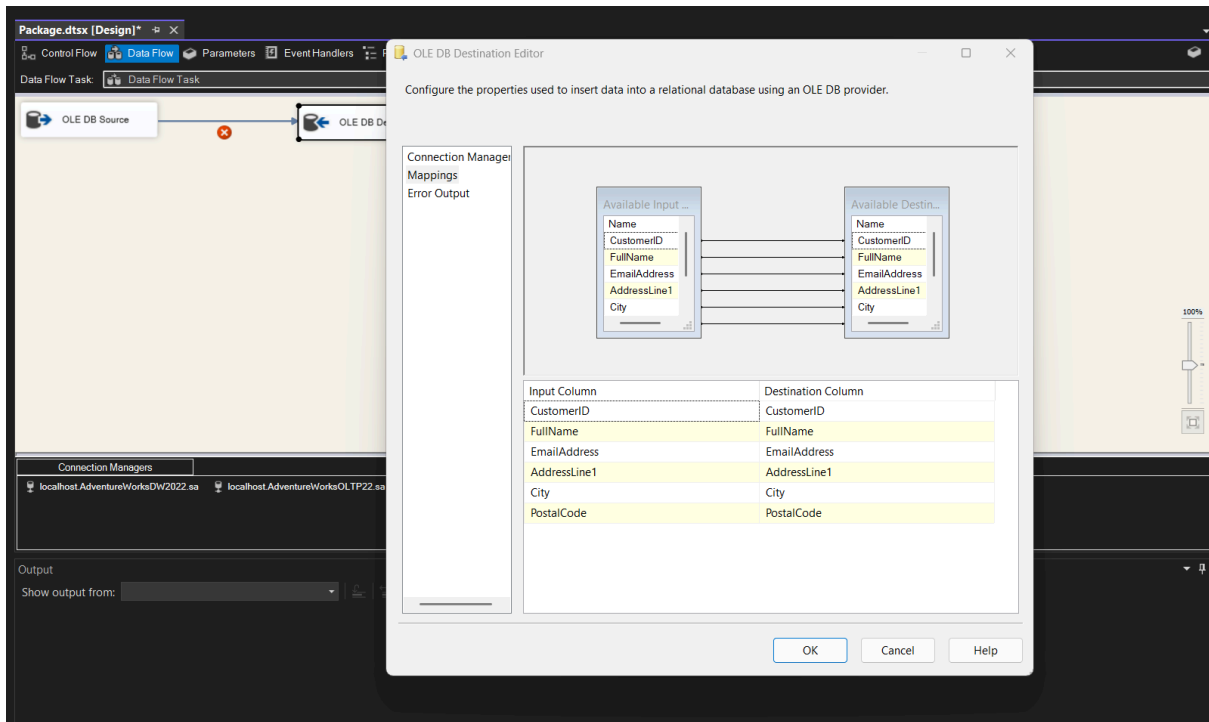 Package.dtsx [Design]*
Control Flow Data Flow Parameters Event Handlers
Data Flow Task: Data Flow Task
OLE DB Source
OLE DB
OLE DB Destination Editor
Configure the properties used to insert data into a relational database using an OLE DB provider.
Connection Manager
Mappings
Error Output
Available Input ...
Name
CustomerID
FullName
EmailAddress
AddressLine1
City
Available Destin...
Name
CustomerID
FullName
EmailAddress
AddressLine1
City
Input Column Destination Column
CustomerID CustomerID
FullName FullName
EmailAddress EmailAddress
AddressLine1 AddressLine1
City City
PostalCode PostalCode
OK Cancel Help
100%
Connection Managers
localhost.AdventureWorksDW2022.sa localhost.AdventureWorksOLTP22.sa
Output
Show output from: